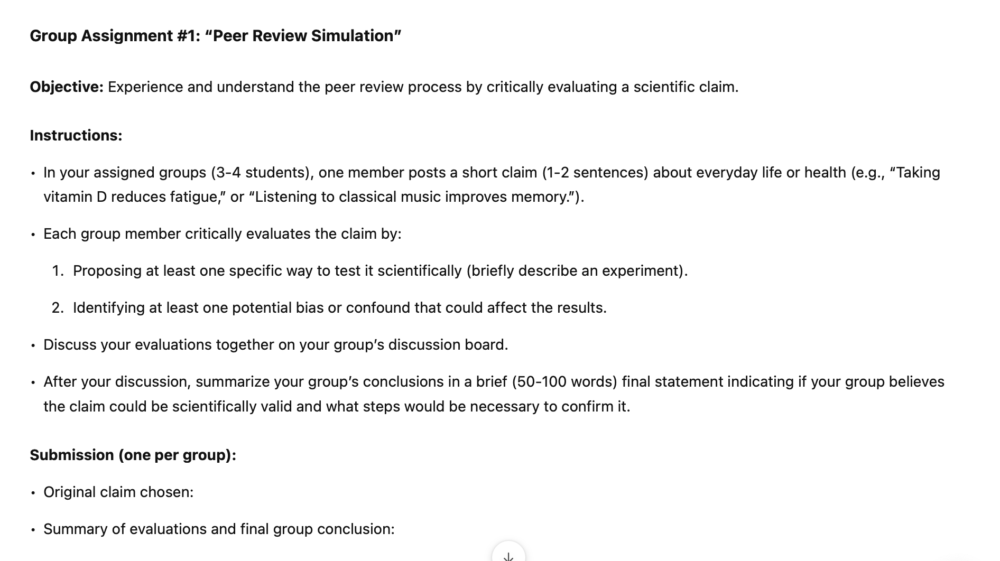 Group Assignment #1: “Peer Review Simulation”
Objective: Experience and understand the peer review process by critically evaluating a scientific claim.
Instructions:
• In your assigned groups (3-4 students), one member posts a short claim (1-2 sentences) about everyday life or health (e.g., “Taking
vitamin D reduces fatigue,” or “Listening to classical music improves memory.”).
• Each group member critically evaluates the claim by:
1. Proposing at least one specific way to test it scientifically (briefly describe an experiment).
2. Identifying at least one potential bias or confound that could affect the results.
• Discuss your evaluations together on your group’s discussion board.
• After your discussion, summarize your group’s conclusions in a brief (50-100 words) final statement indicating if your group believes
the claim could be scientifically valid and what steps would be necessary to confirm it.
Submission (one per group):
• Original claim chosen:
• Summary of evaluations and final group conclusion: